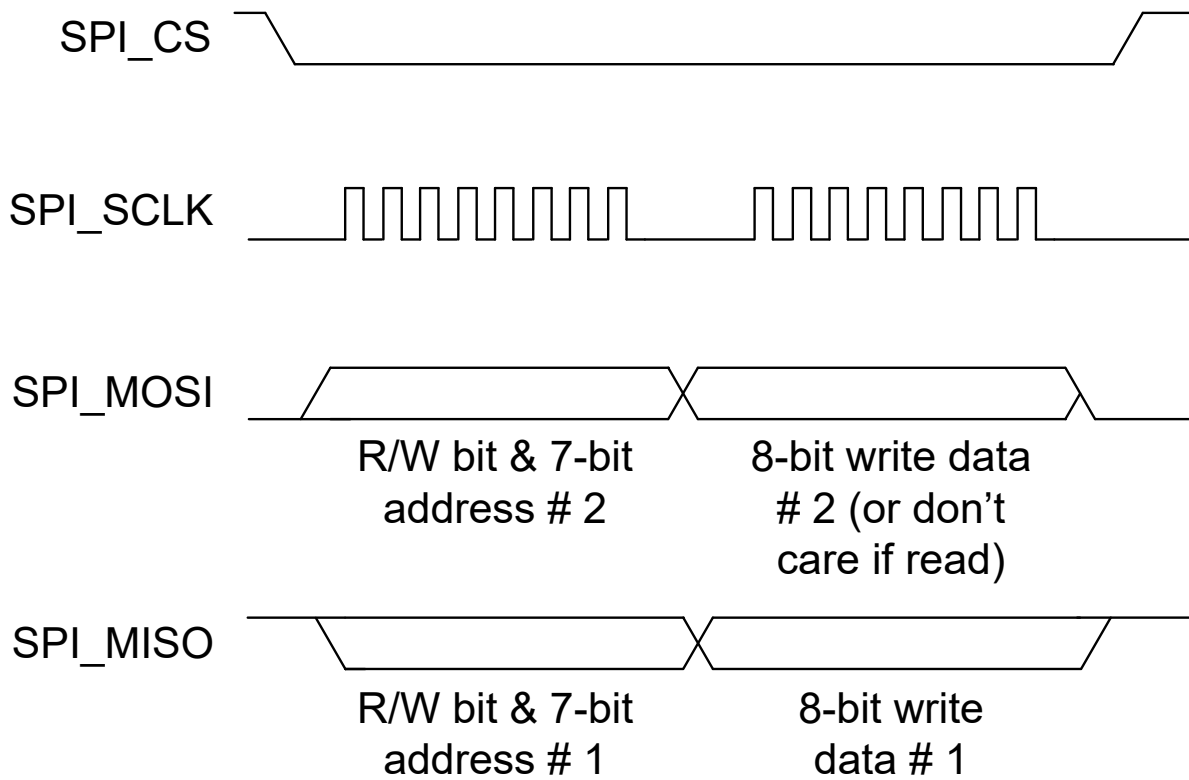 SPI_CS
SPI_SCLK
SPI_MOSI
R/W bit & 7-bit
address # 2
8-bit write data
# 2 (or don't
care if read)
SPI_MISO
R/W bit & 7-bit
address # 1
8-bit write
data # 1